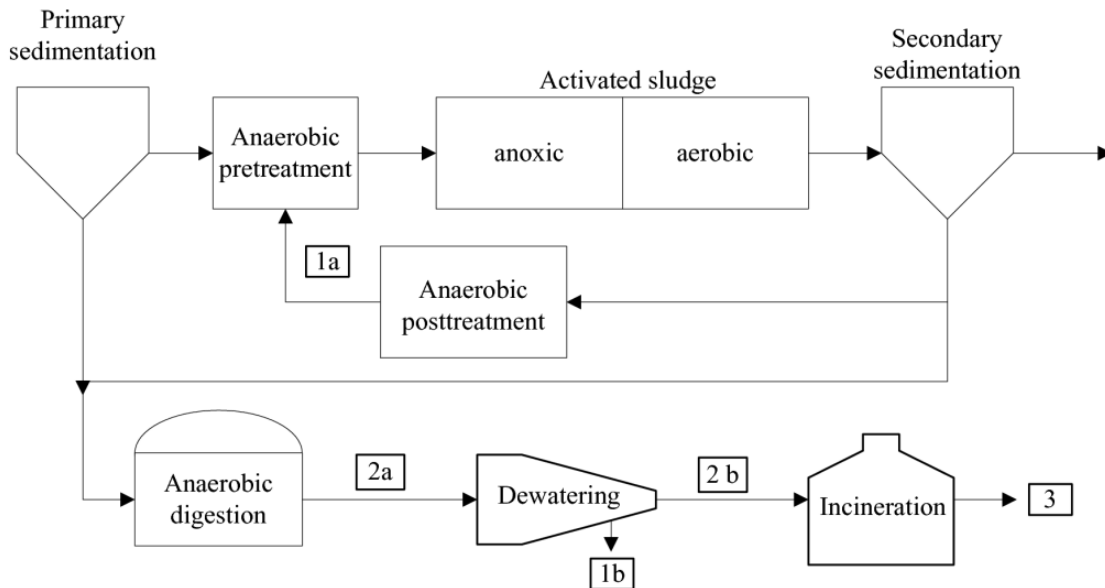 Primary
sedimentation
Secondary
sedimentation
Activated sludge
Anaerobic
pretreatment
anoxic
aerobic
1a
Anaerobic
posttreatment
Anaerobic
digestion
2a
Dewatering
2 b
Incineration
3
1b